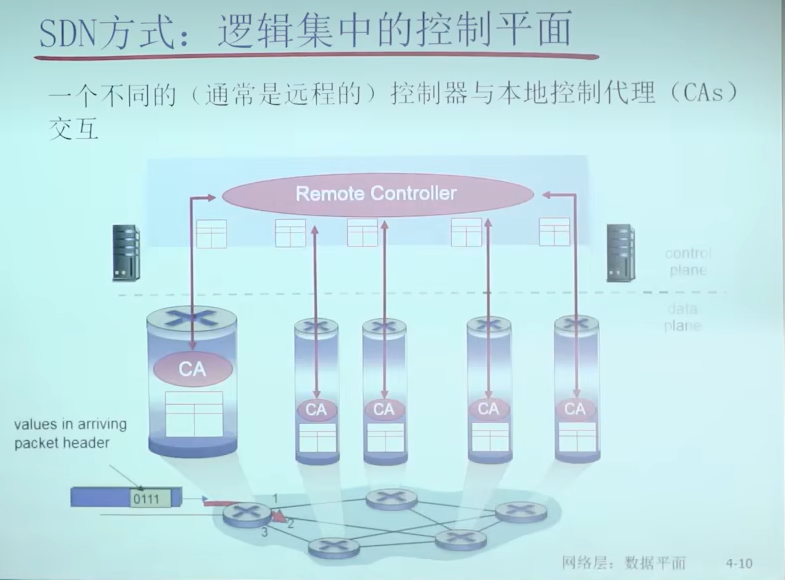 SDN方式：逻辑集中的控制平面
一个不同的（通常是远程的）控制器与本地控制代理（CAs）
交互
Remote Controller
control
plane
data
plane
CA
CA
CA
CA
CA
values in arriving
packet header
0111
1
2
3
网络层：数据平面
4-10